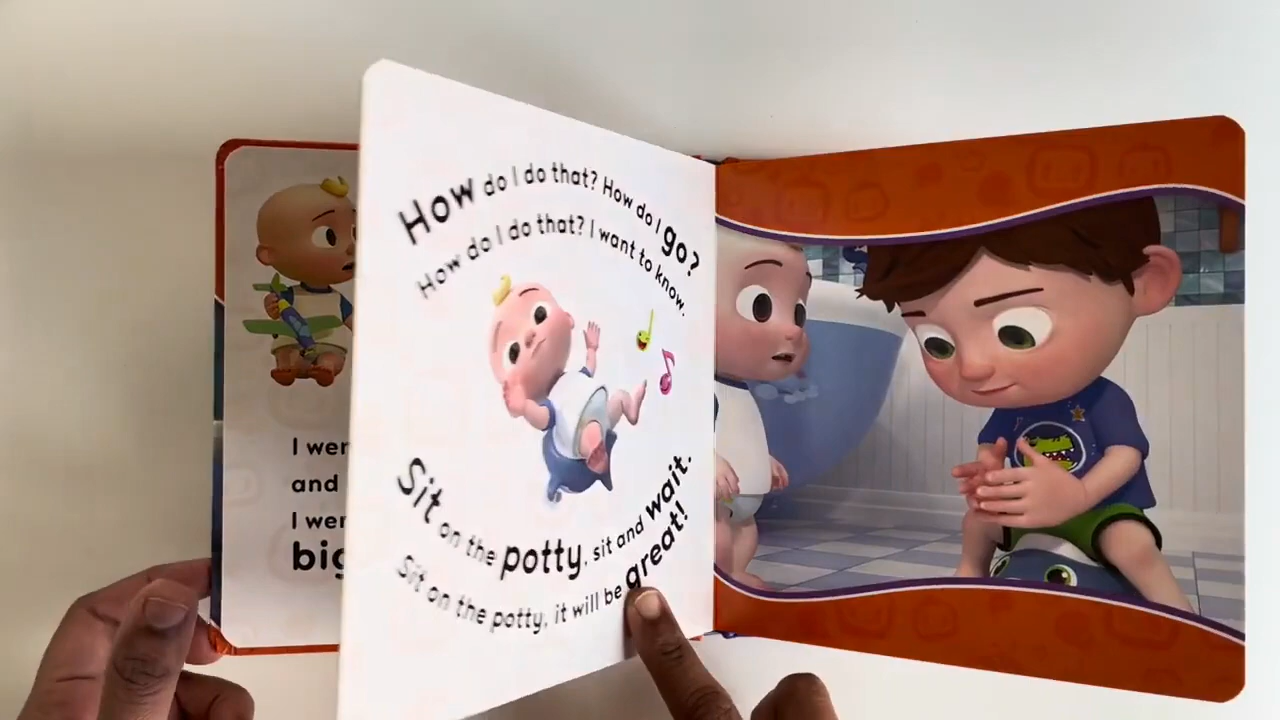 I wer
and
I wer
big
How do I do that? How do I go?
How do I do that? I want to know.
Sit on the potty, sit and wait.
Sit on the potty, it will be great!